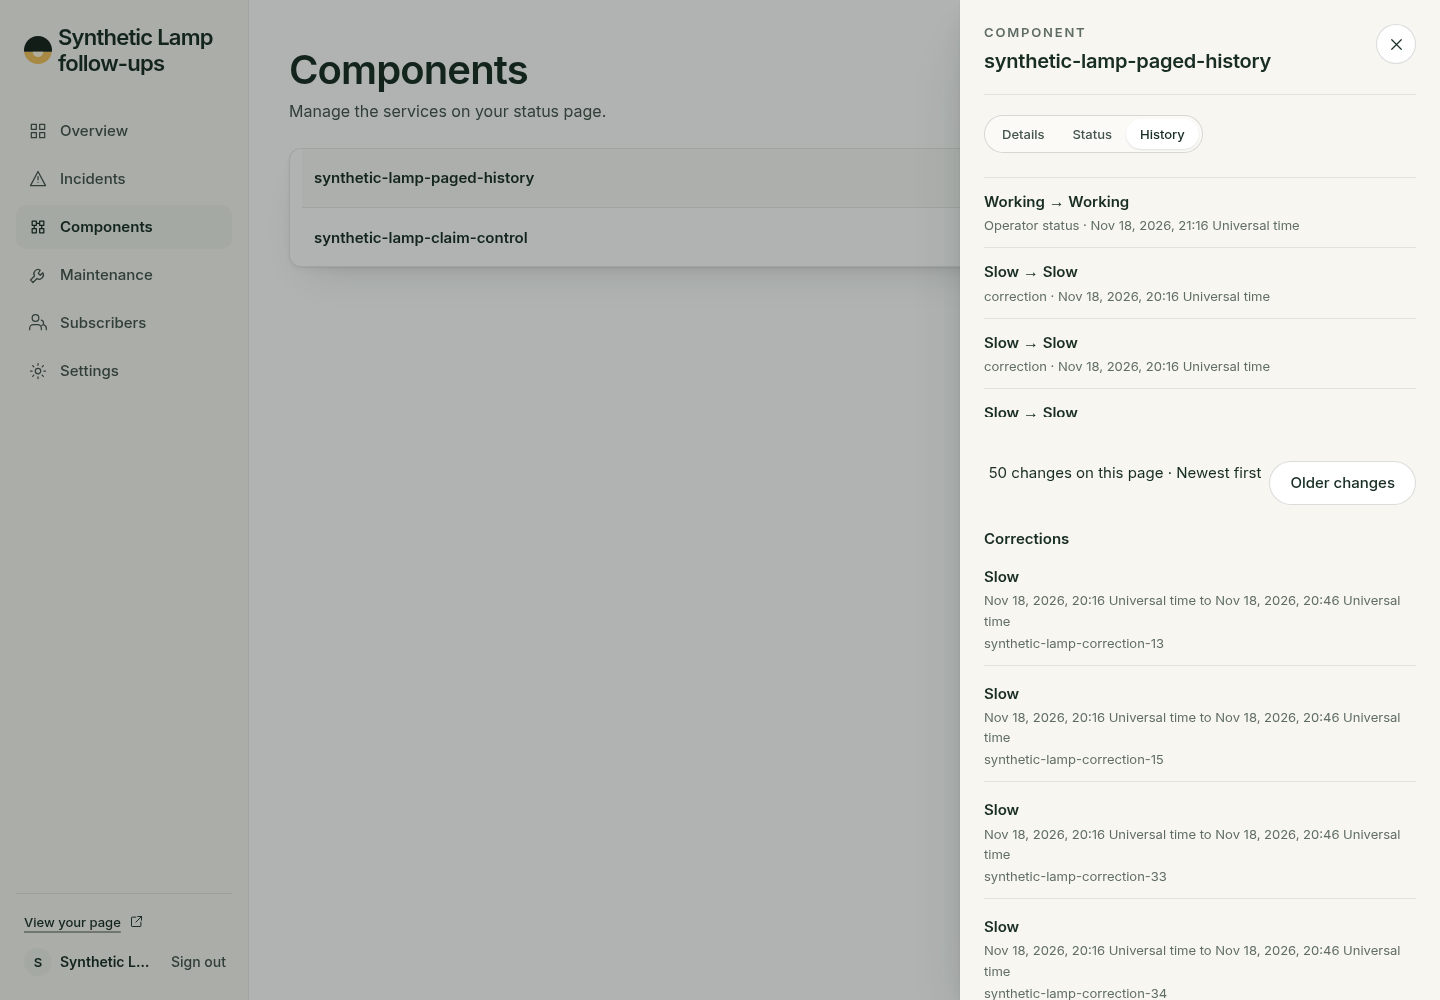 Synthetic Lamp
follow-ups
Overview
Incidents
Components
Maintenance
Subscribers
Settings
View your page
S
Synthetic L...
Sign out
Components
Manage the services on your status page.
synthetic-lamp-paged-history
synthetic-lamp-claim-control
COMPONENT
synthetic-lamp-paged-history
Details
Status
History
Working → Working
Operator status · Nov 18, 2026, 21:16 Universal time
Slow → Slow
correction · Nov 18, 2026, 20:16 Universal time
Slow → Slow
correction · Nov 18, 2026, 20:16 Universal time
Slow → Slow
50 changes on this page · Newest first
Older changes
Corrections
Slow
Nov 18, 2026, 20:16 Universal time to Nov 18, 2026, 20:46 Universal
time
synthetic-lamp-correction-13
Slow
Nov 18, 2026, 20:16 Universal time to Nov 18, 2026, 20:46 Universal
time
synthetic-lamp-correction-15
Slow
Nov 18, 2026, 20:16 Universal time to Nov 18, 2026, 20:46 Universal
time
synthetic-lamp-correction-33
Slow
Nov 18, 2026, 20:16 Universal time to Nov 18, 2026, 20:46 Universal
time
synthetic-lamp-correction-34